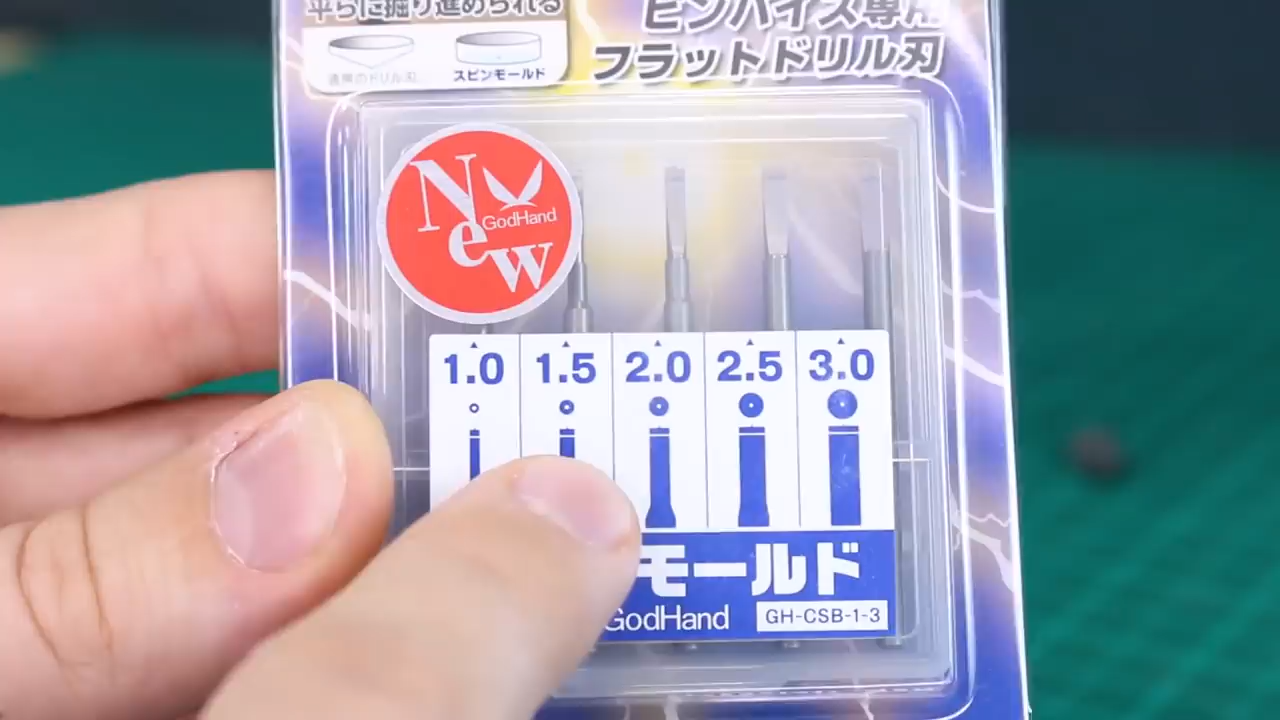 平らに掘り進められる
ピンバイス専用
フラットドリル刃
通常のドリル刃
スピンモールド
New
GodHand
1.0
1.5
2.0
2.5
3.0
モールド
GodHand
GH-CSB-1-3